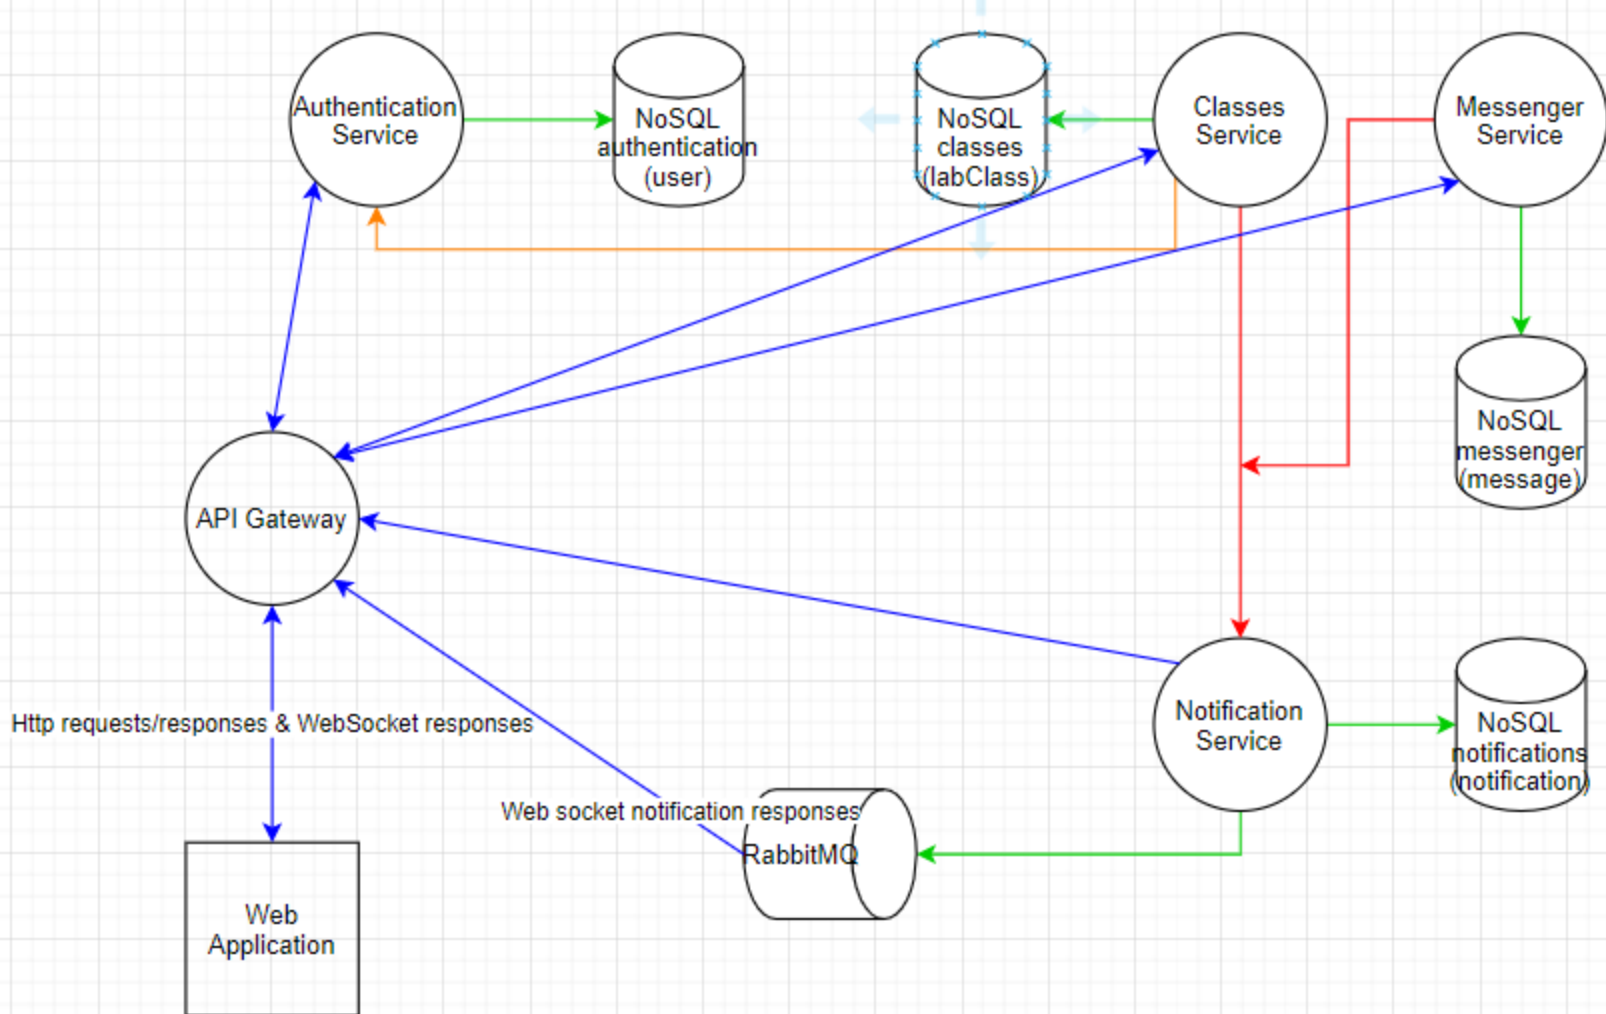 Authentication
Service
NoSQL
authentication
(user)
NoSQL
classes
(labClass)
Classes
Service
Messenger
Service
NoSQL
messenger
(message)
API Gateway
Http requests/responses & WebSocket responses
Notification
Service
NoSQL
notifications
(notification)
Web socket notification responses
RabbitMQ
Web
Application